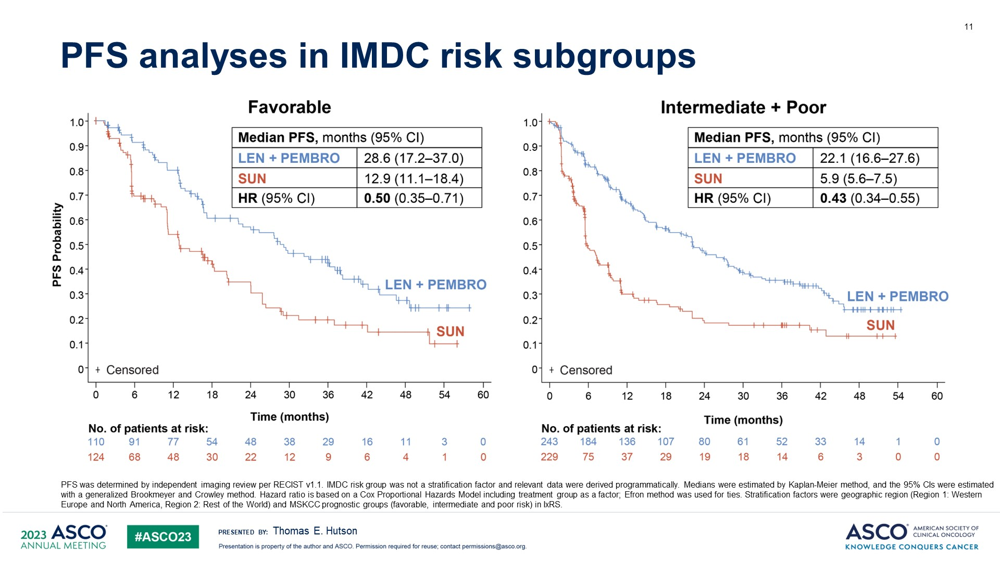 11
PFS analyses in IMDC risk subgroups
Favorable
PFS Probability
1.0
0.9
0.8
0.7
0.6
0.5
0.4
0.3
0.2
0.1
0
Median PFS, months (95% CI)
LEN + PEMBRO 28.6 (17.2–37.0)
SUN 12.9 (11.1–18.4)
HR (95% CI) 0.50 (0.35–0.71)
LEN + PEMBRO
SUN
+ Censored
0 6 12 18 24 30 36 42 48 54 60
Time (months)
No. of patients at risk:
110 91 77 54 48 38 29 16 11 3 0
124 68 48 30 22 12 9 6 4 1 0
Intermediate + Poor
1.0
0.9
0.8
0.7
0.6
0.5
0.4
0.3
0.2
0.1
0
Median PFS, months (95% CI)
LEN + PEMBRO 22.1 (16.6–27.6)
SUN 5.9 (5.6–7.5)
HR (95% CI) 0.43 (0.34–0.55)
LEN + PEMBRO
SUN
+ Censored
0 6 12 18 24 30 36 42 48 54 60
Time (months)
No. of patients at risk:
243 184 136 107 80 61 52 33 14 1 0
229 75 37 29 19 18 14 6 3 0 0
PFS was determined by independent imaging review per RECIST v1.1. IMDC risk group was not a stratification factor and relevant data were derived programmatically. Medians were estimated by Kaplan-Meier method, and the 95% CIs were estimated
with a generalized Brookmeyer and Crowley method. Hazard ratio is based on a Cox Proportional Hazards Model including treatment group as a factor; Efron method was used for ties. Stratification factors were geographic region (Region 1: Western
Europe and North America, Region 2: Rest of the World) and MSKCC prognostic groups (favorable, intermediate and poor risk) in IxRS.
2023 ASCO®
ANNUAL MEETING
#ASCO23
PRESENTED BY: Thomas E. Hutson
Presentation is property of the author and ASCO. Permission required for reuse; contact permissions@asco.org.
ASCO® AMERICAN SOCIETY OF
CLINICAL ONCOLOGY
KNOWLEDGE CONQUERS CANCER